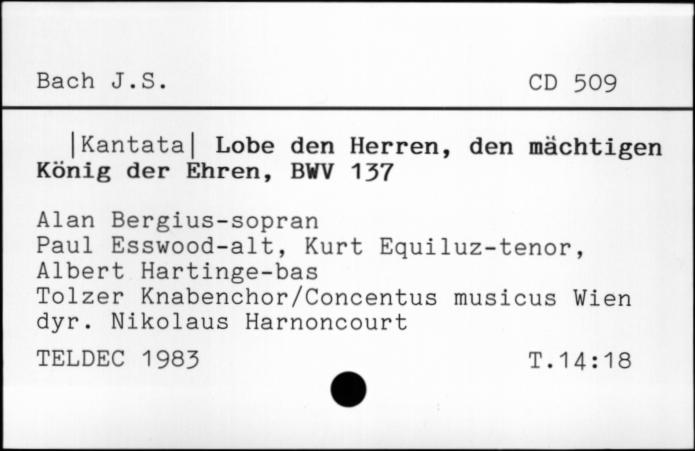 Bach J.S. CD 509
|Kantata| Lobe den Herren, den mächtigen
König der Ehren, BWV 137
Alan Bergius-sopran
Paul Esswood-alt, Kurt Equiluz-tenor,
Albert Hartinge-bas
Tolzer Knabenchor/Concentus musicus Wien
dyr. Nikolaus Harnoncourt
TELDEC 1983 T.14:18